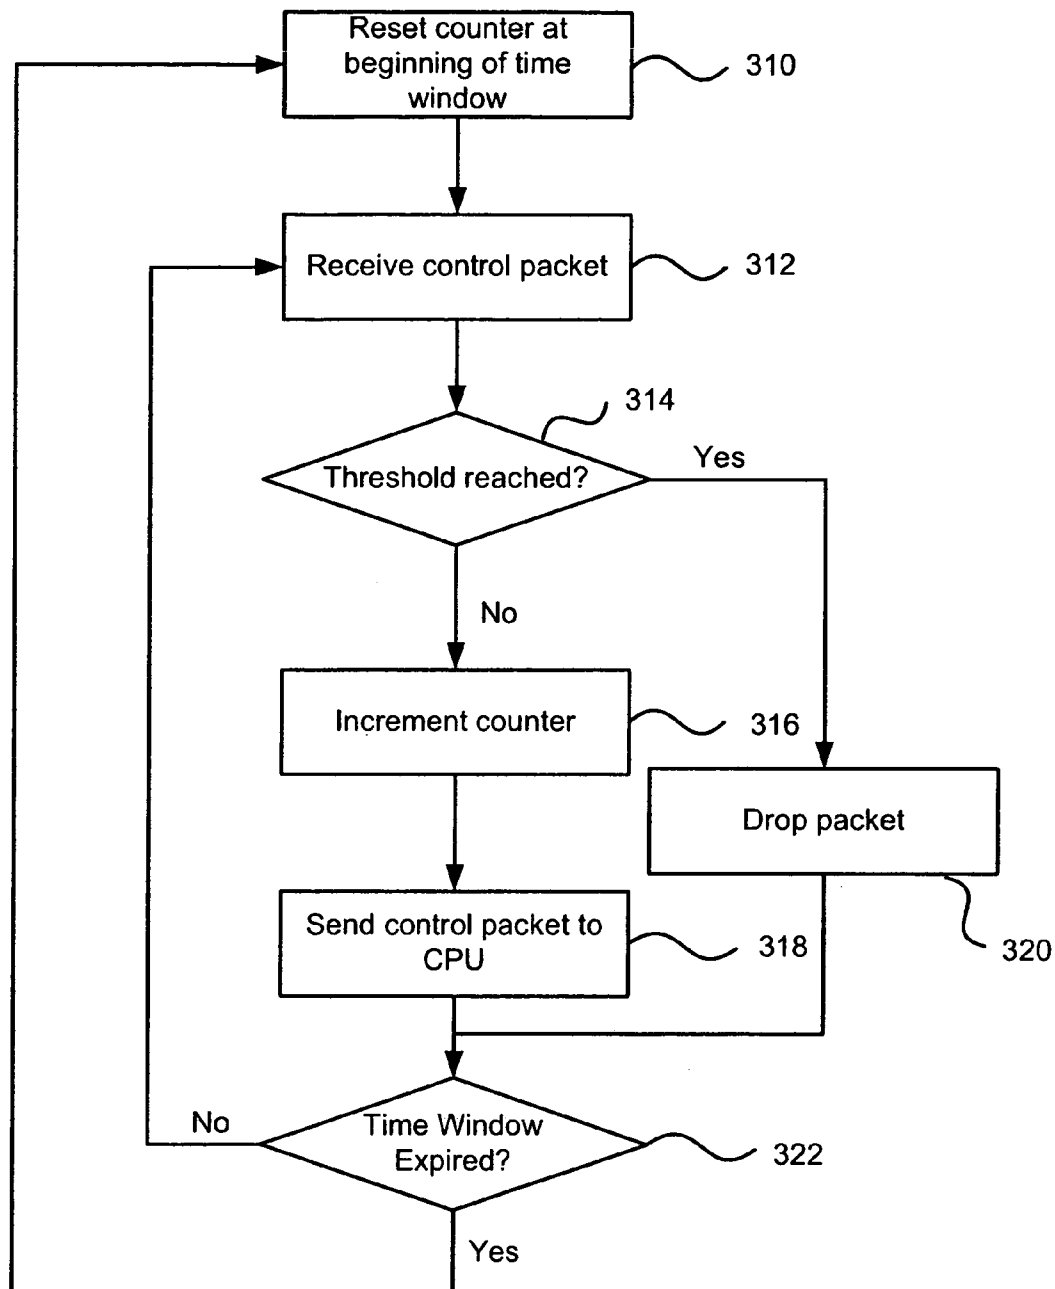 Reset counter at
beginning of time
window
310
Receive control packet
312
314
Threshold reached?
Yes
No
Increment counter
316
Drop packet
320
Send control packet to
CPU
318
No
Time Window
Expired?
322
Yes